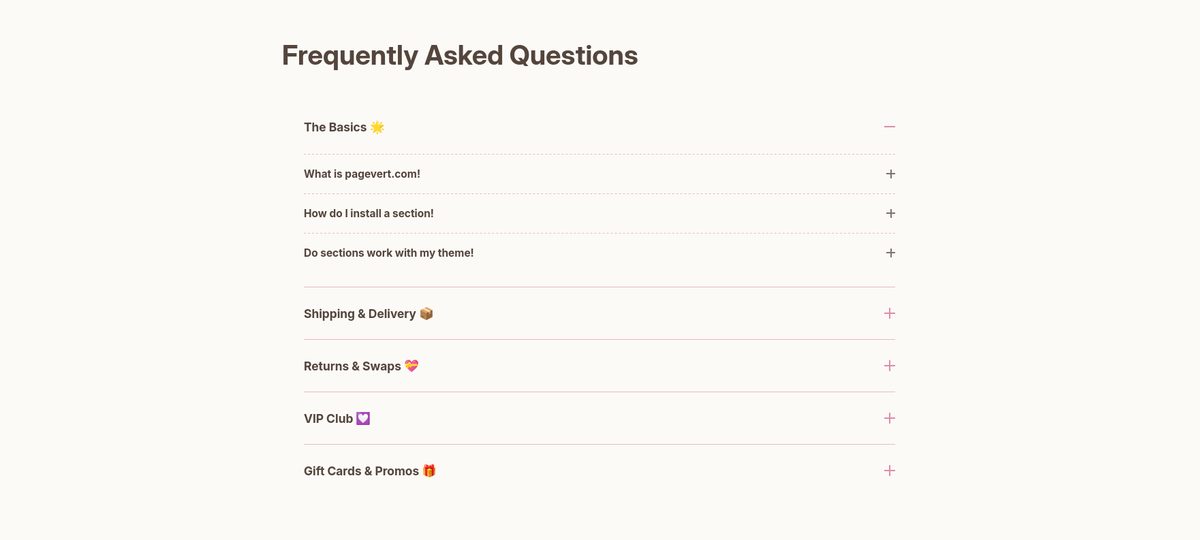 Frequently Asked Questions
The Basics 🌟
What is pagevert.com!
How do I install a section!
Do sections work with my theme!
Shipping & Delivery 📦
Returns & Swaps 💝
VIP Club 💟
Gift Cards & Promos 🎁